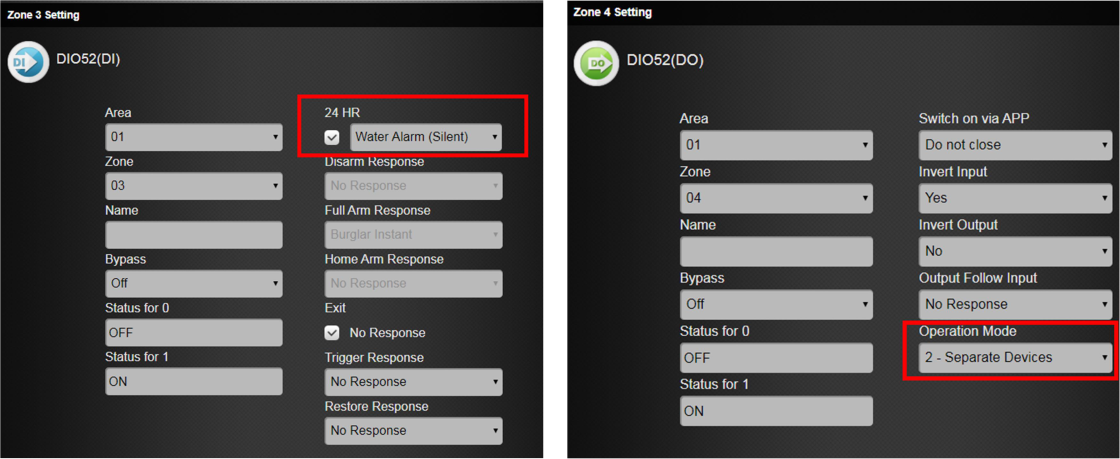 Zone 3 Setting
DI
DIO52(DI)
Area
01
Zone
03
Name
Bypass
Off
Status for 0
OFF
Status for 1
ON
24 HR
Water Alarm (Silent)
Disarm Response
No Response
Full Arm Response
Burglar Instant
Home Arm Response
No Response
Exit
No Response
Trigger Response
No Response
Restore Response
No Response
Zone 4 Setting
DO
DIO52(DO)
Area
01
Zone
04
Name
Bypass
Off
Status for 0
OFF
Status for 1
ON
Switch on via APP
Do not close
Invert Input
Yes
Invert Output
No
Output Follow Input
No Response
Operation Mode
2 - Separate Devices